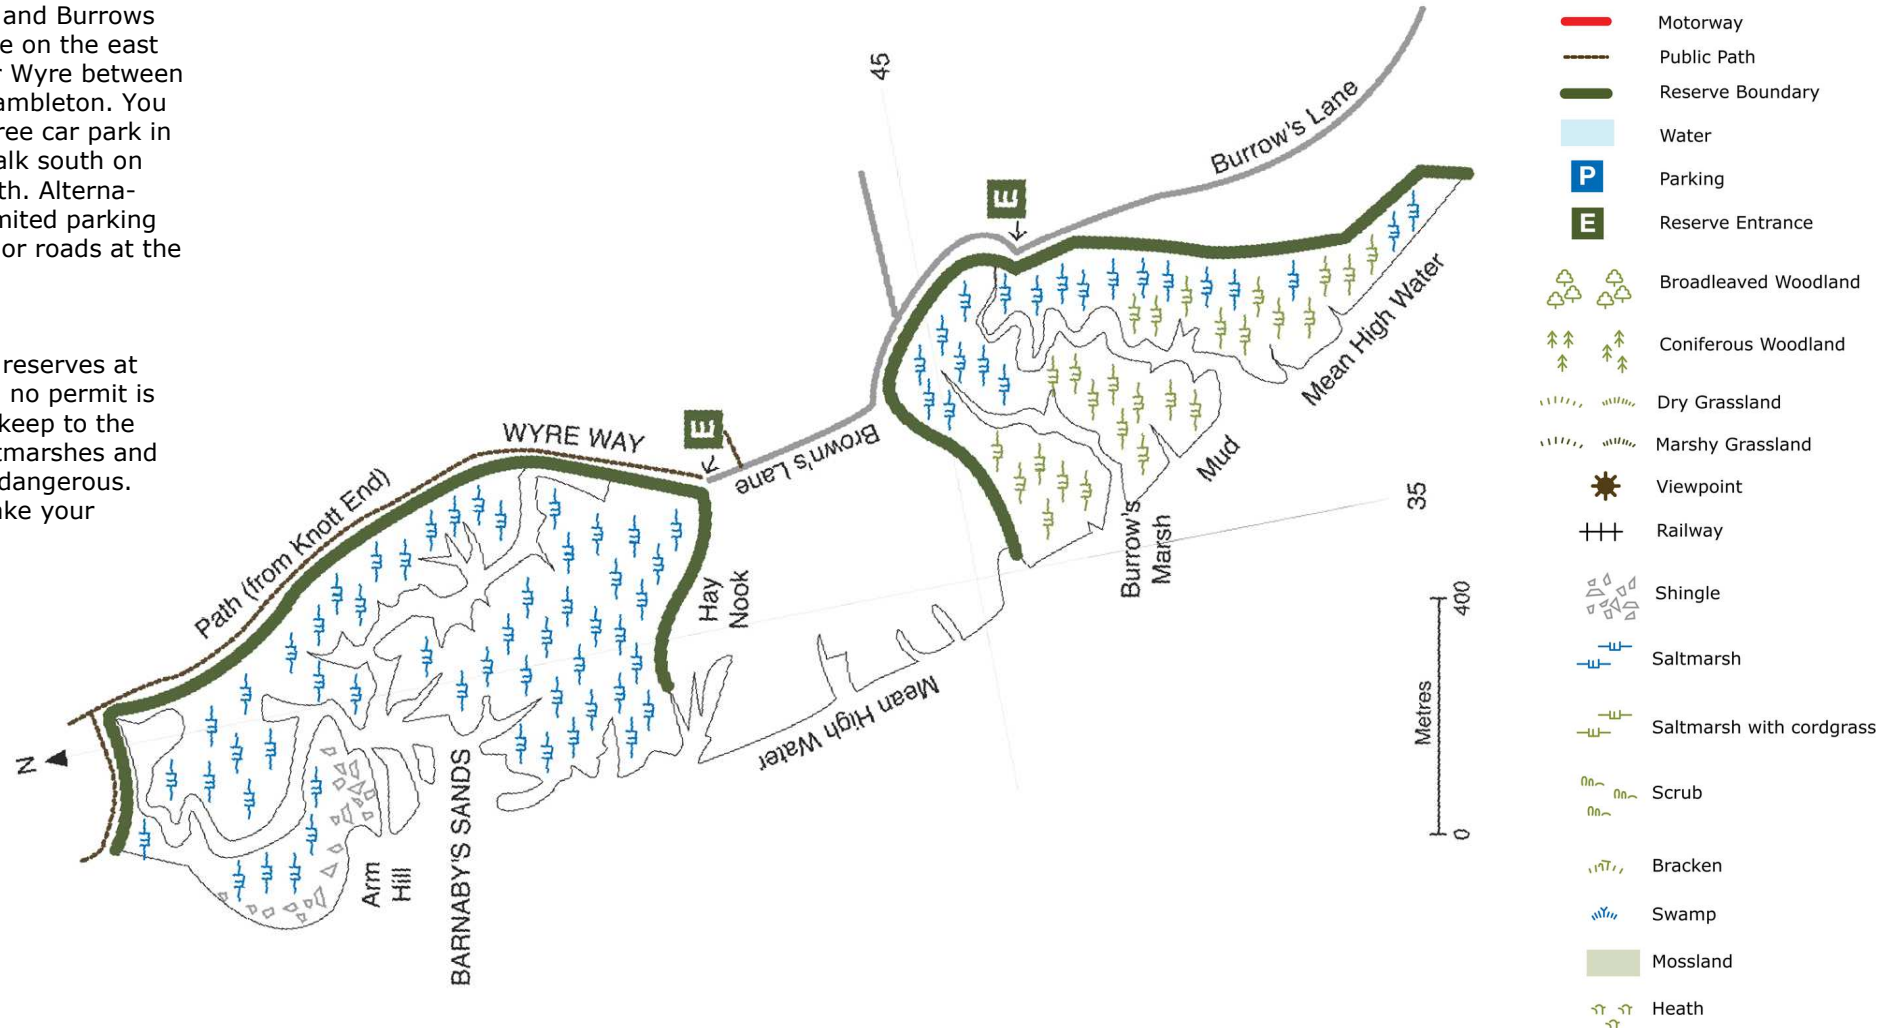 and Burrows
e on the east
r Wyre between
ambleton. You
ree car park in
alk south on
th. Alterna-
mited parking
or roads at the
reserves at
no permit is
keep to the
tmarshes and
dangerous.
ake your
45
Burrow's Lane
E
Mean High Water
WYRE WAY
E
Brown's Lane
Mud
35
Path (from Knott End)
Burrow's
Marsh
Hay
Nook
Mean High Water
N
Arm
Hill
BARNABY'S SANDS
400
Metres
0
Motorway
Public Path
Reserve Boundary
Water
P
Parking
E
Reserve Entrance
Broadleaved Woodland
Coniferous Woodland
Dry Grassland
Marshy Grassland
Viewpoint
Railway
Shingle
Saltmarsh
Saltmarsh with cordgrass
Scrub
Bracken
Swamp
Mossland
Heath